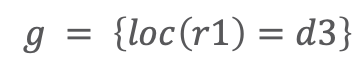 g = {loc(r1) = d3}